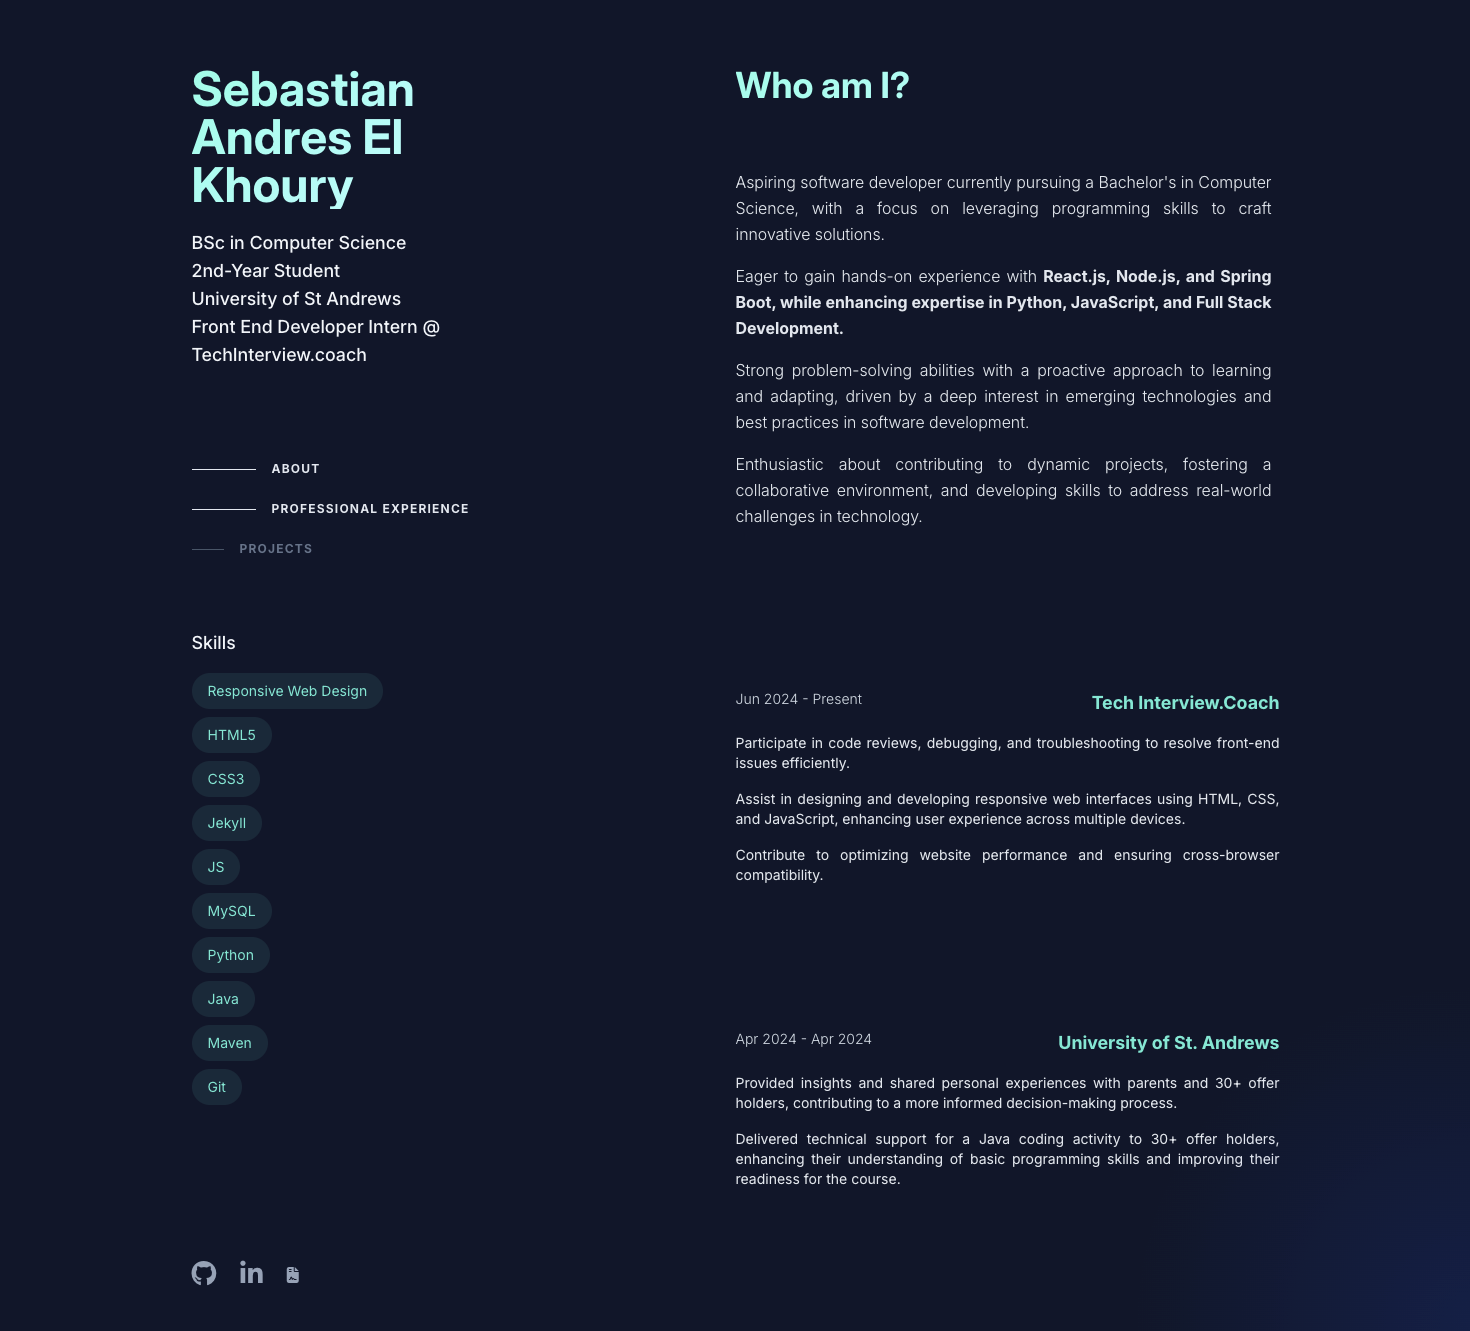 Sebastian
Andres El
Khoury
BSc in Computer Science
2nd-Year Student
University of St Andrews
Front End Developer Intern @
TechInterview.coach
ABOUT
PROFESSIONAL EXPERIENCE
PROJECTS
Skills
Responsive Web Design
HTML5
CSS3
Jekyll
JS
MySQL
Python
Java
Maven
Git
in
Who am I?
Aspiring software developer currently pursuing a Bachelor's in Computer
Science, with a focus on leveraging programming skills to craft
innovative solutions.
Eager to gain hands-on experience with React.js, Node.js, and Spring
Boot, while enhancing expertise in Python, JavaScript, and Full Stack
Development.
Strong problem-solving abilities with a proactive approach to learning
and adapting, driven by a deep interest in emerging technologies and
best practices in software development.
Enthusiastic about contributing to dynamic projects, fostering a
collaborative environment, and developing skills to address real-world
challenges in technology.
Jun 2024 - Present
Tech Interview.Coach
Participate in code reviews, debugging, and troubleshooting to resolve front-end
issues efficiently.
Assist in designing and developing responsive web interfaces using HTML, CSS,
and JavaScript, enhancing user experience across multiple devices.
Contribute to optimizing website performance and ensuring cross-browser
compatibility.
Apr 2024 - Apr 2024
University of St. Andrews
Provided insights and shared personal experiences with parents and 30+ offer
holders, contributing to a more informed decision-making process.
Delivered technical support for a Java coding activity to 30+ offer holders,
enhancing their understanding of basic programming skills and improving their
readiness for the course.